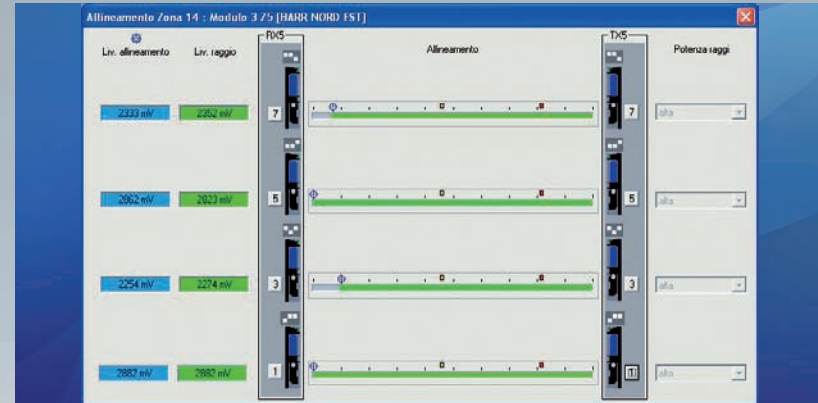 Allineamento Zona 14 : Modulo 3 /5 [BARR NORD EST]
Liv. allineamento Liv. raggio RX5 Allineamento TX5 Potenza raggi
2333 mV 2352 mV 7 7 alta
2862 mV 2823 mV 5 5 alta
2254 mV 2274 mV 3 3 alta
2882 mV 2882 mV 1 1 alta